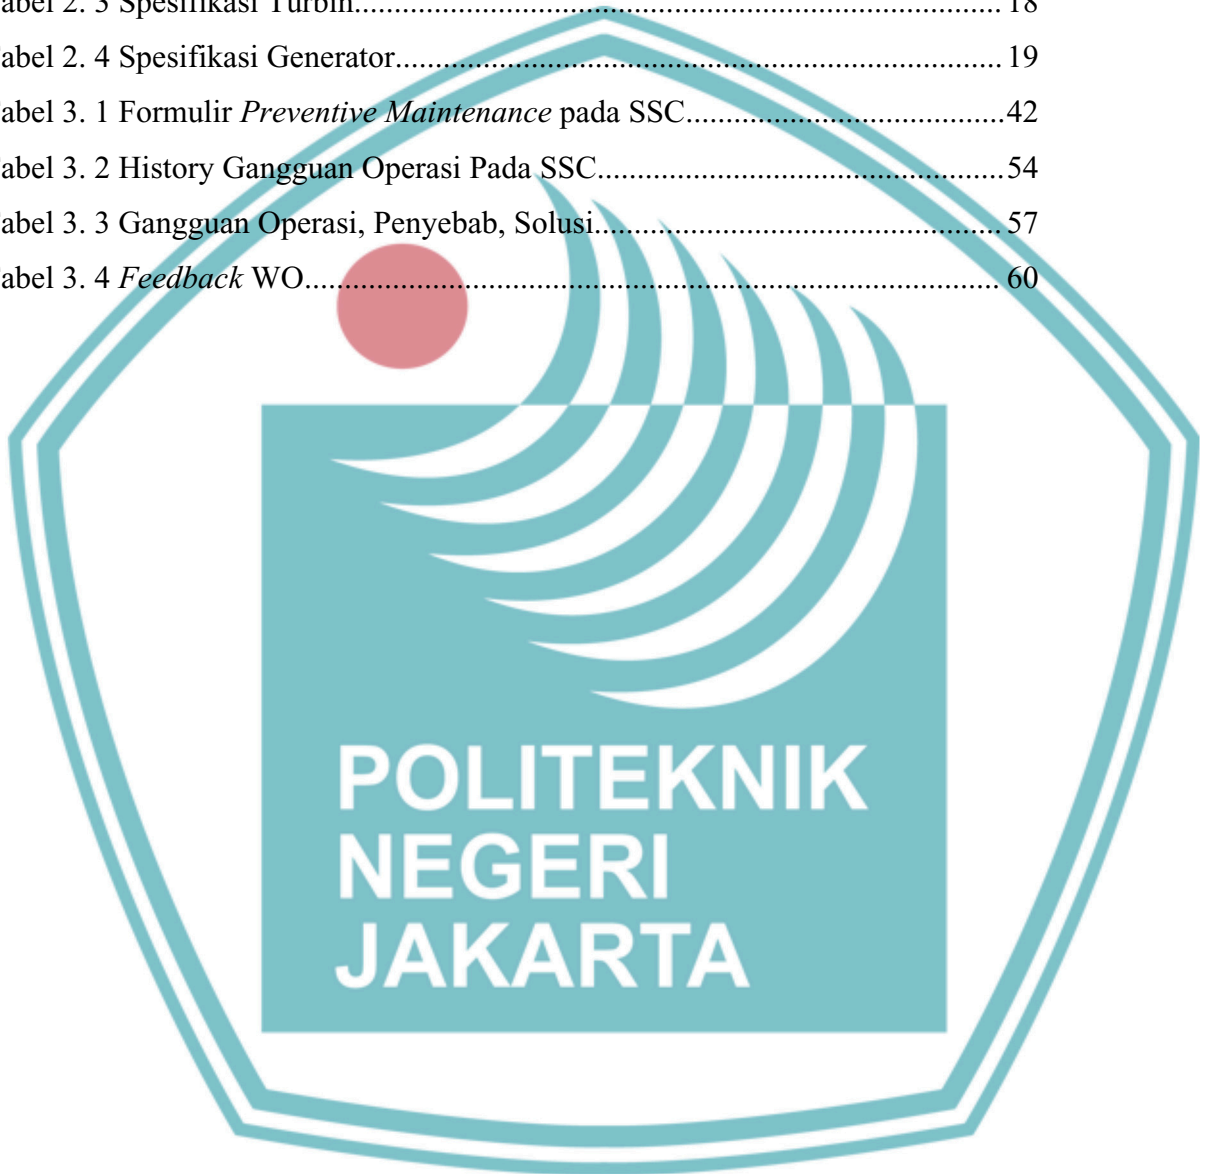 abel 2. 3 Spesifikasi Turbin.......................................................................................18
abel 2. 4 Spesifikasi Generator............................................................................19
abel 3. 1 Formulir Preventive Maintenance pada SSC........................................42
abel 3. 2 History Gangguan Operasi Pada SSC...................................................54
abel 3. 3 Gangguan Operasi, Penyebab, Solusi...................................................57
abel 3. 4 Feedback WO.......................................................................................60
POLITEKNIK
NEGERI
JAKARTA